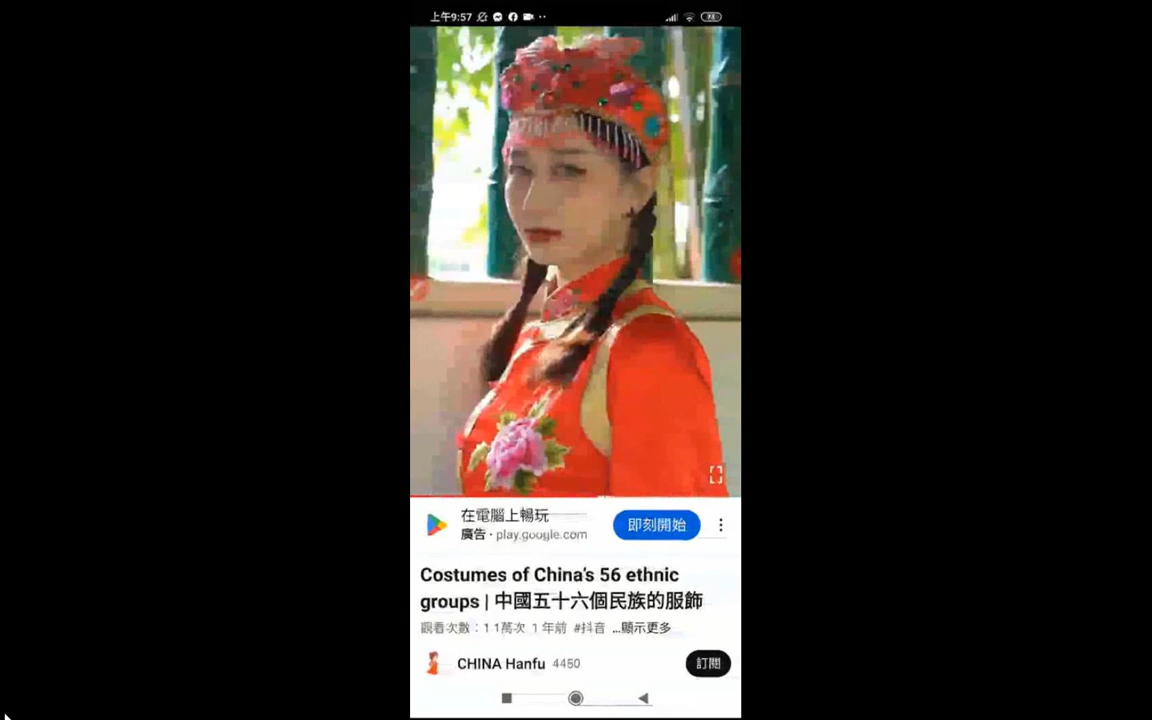 上午9:57
在電腦上暢玩
廣告 · play.google.com
即刻開始
Costumes of China's 56 ethnic
groups | 中國五十六個民族的服飾
觀看次數：1.1萬次 1 年前 #抖音 ...顯示更多
CHINA Hanfu 4450
訂閱